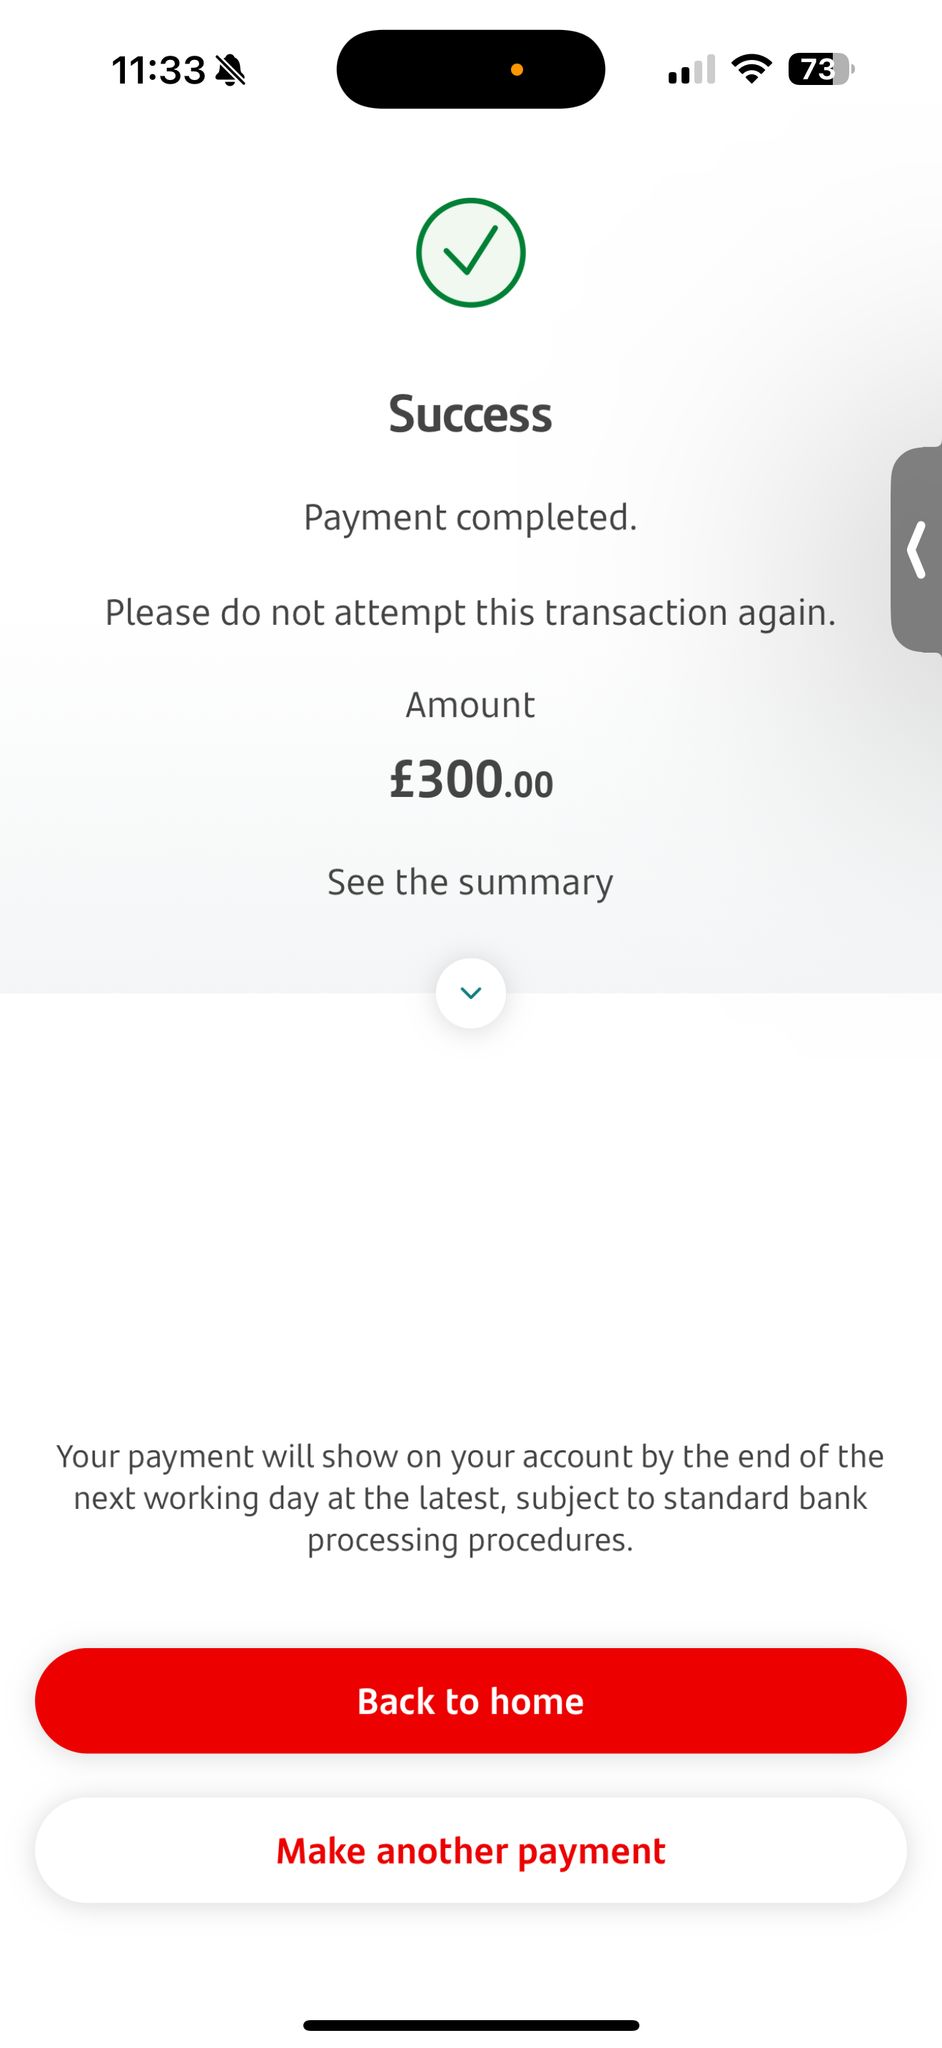 11:33
73
Success
Payment completed.
Please do not attempt this transaction again.
Amount
£300.00
See the summary
Your payment will show on your account by the end of the
next working day at the latest, subject to standard bank
processing procedures.
Back to home
Make another payment